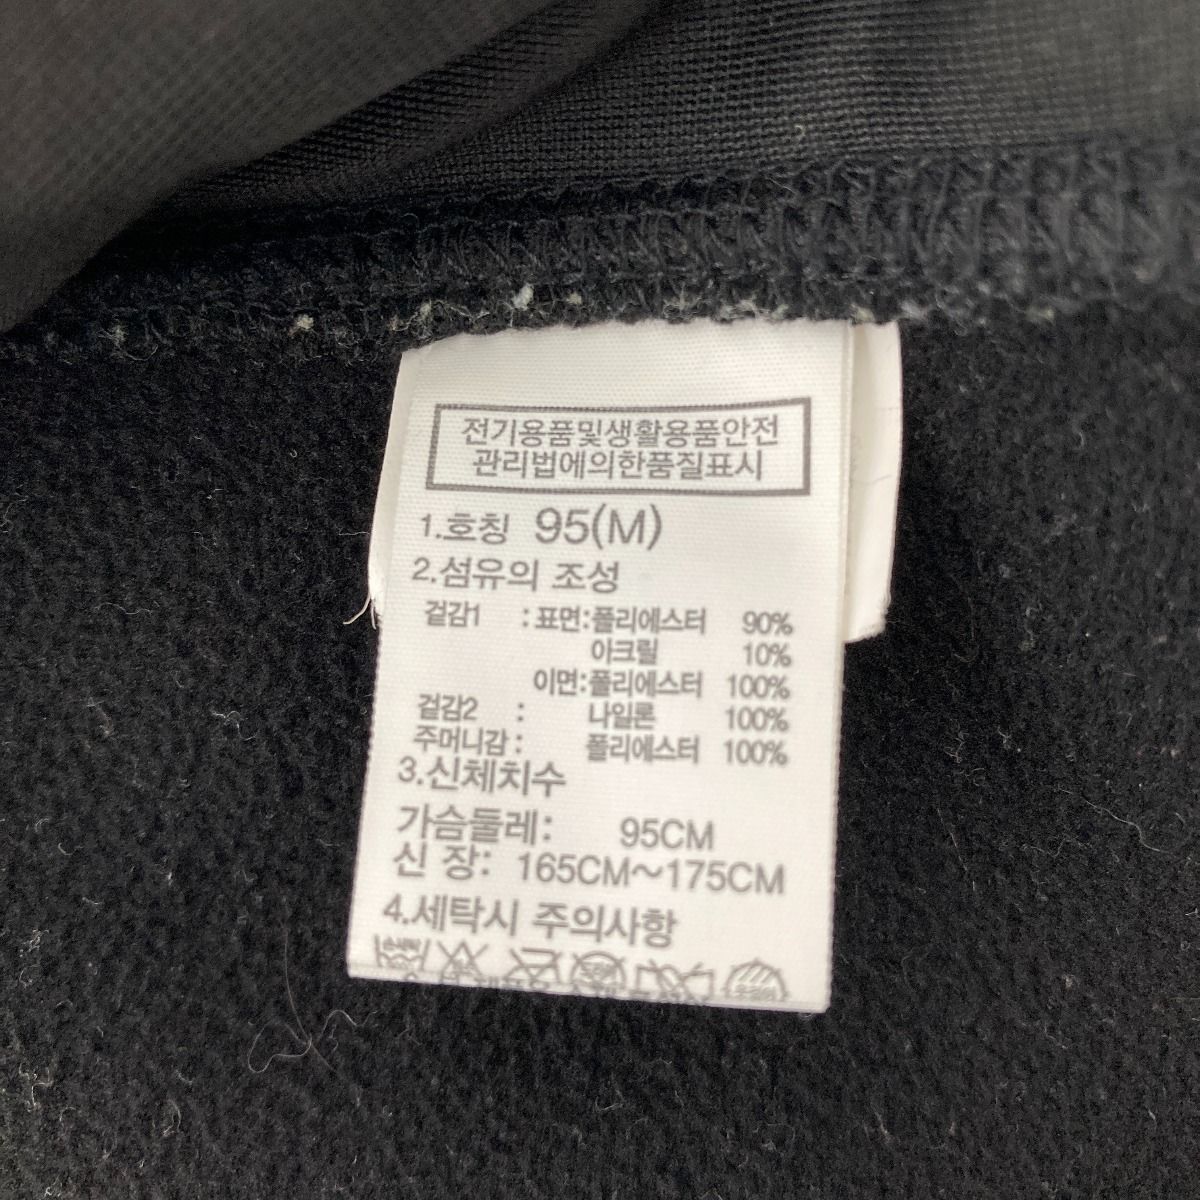 전기용품및생활용품안전
관리법에의한품질표시
1.호칭 95(M)
2.섬유의 조성
겉감1 : 표면:폴리에스터 90%
아크릴 10%
이면:폴리에스터 100%
겉감2 : 나일론 100%
주머니감 : 폴리에스터 100%
3.신체치수
가슴둘레: 95CM
신 장: 165CM~175CM
4.세탁시 주의사항